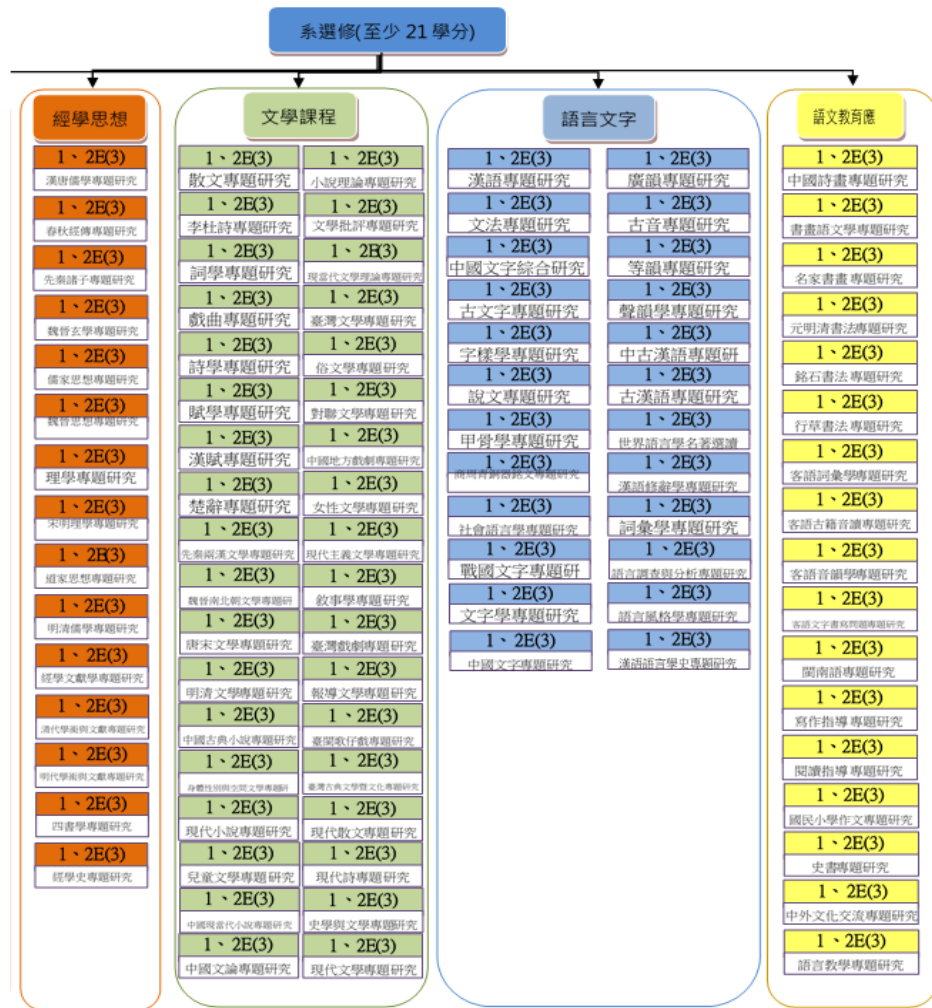 系選修(至少 21 學分)
經學思想
1、2E(3)
漢唐儒學專題研究
1、2E(3)
春秋經傳專題研究
1、2E(3)
先秦諸子專題研究
1、2E(3)
魏晉玄學專題研究
1、2E(3)
儒家思想專題研究
1、2E(3)
魏晉思想專題研究
1、2E(3)
理學專題研究
1、2E(3)
宋明理學專題研究
1、2E(3)
道家思想專題研究
1、2E(3)
明清儒學專題研究
1、2E(3)
經學文獻學專題研究
1、2E(3)
清代學術與文獻專題研究
1、2E(3)
明代學術與文獻專題研究
1、2E(3)
四書學專題研究
1、2E(3)
經學史專題研究
文學課程
1、2E(3)
散文專題研究
1、2E(3)
李杜詩專題研究
1、2E(3)
詞學專題研究
1、2E(3)
戲曲專題研究
1、2E(3)
詩學專題研究
1、2E(3)
賦學專題研究
1、2E(3)
漢賦專題研究
1、2E(3)
楚辭專題研究
1、2E(3)
先秦兩漢文學專題研究
1、2E(3)
魏晉南北朝文學專題研
1、2E(3)
唐宋文學專題研究
1、2E(3)
明清文學專題研究
1、2E(3)
中國古典小說專題研究
1、2E(3)
身體性別與空間文學專題研
1、2E(3)
現代小說專題研究
1、2E(3)
兒童文學專題研究
1、2E(3)
中國現當代小說專題研究
1、2E(3)
中國文論專題研究
1、2E(3)
小說理論專題研究
1、2E(3)
文學批評專題研究
1、2E(3)
現當代文學理論專題研究
1、2E(3)
臺灣文學專題研究
1、2E(3)
俗文學專題研究
1、2E(3)
對聯文學專題研究
1、2E(3)
中國地方戲劇專題研究
1、2E(3)
女性文學專題研究
1、2E(3)
現代主義文學專題研究
1、2E(3)
敘事學專題研究
1、2E(3)
臺灣戲劇專題研究
1、2E(3)
報導文學專題研究
1、2E(3)
臺閩歌仔戲專題研究
1、2E(3)
臺灣古典文學暨文化專題研究
1、2E(3)
現代散文專題研究
1、2E(3)
現代詩專題研究
1、2E(3)
史學與文學專題研究
1、2E(3)
現代文學專題研究
語言文字
1、2E(3)
漢語專題研究
1、2E(3)
文法專題研究
1、2E(3)
中國文字綜合研究
1、2E(3)
古文字專題研究
1、2E(3)
字樣學專題研究
1、2E(3)
說文專題研究
1、2E(3)
甲骨學專題研究
1、2E(3)
商周青銅器銘文專題研究
1、2E(3)
社會語言學專題研究
1、2E(3)
戰國文字專題研
1、2E(3)
文字學專題研究
1、2E(3)
中國文字專題研究
1、2E(3)
廣韻專題研究
1、2E(3)
古音專題研究
1、2E(3)
等韻專題研究
1、2E(3)
聲韻學專題研究
1、2E(3)
中古漢語專題研
1、2E(3)
古漢語專題研究
1、2E(3)
世界語言學名著選讀
1、2E(3)
漢語修辭學專題研究
1、2E(3)
詞彙學專題研究
1、2E(3)
語言調查與分析專題研究
1、2E(3)
語言風格學專題研究
1、2E(3)
漢語語言學史專題研究
語文教育應
1、2E(3)
中國詩畫專題研究
1、2E(3)
書畫語文學專題研究
1、2E(3)
名家書畫專題研究
1、2E(3)
元明清書法專題研究
1、2E(3)
銘石書法專題研究
1、2E(3)
行草書法專題研究
1、2E(3)
客語詞彙學專題研究
1、2E(3)
客語古籍音讀專題研究
1、2E(3)
客語音韻學專題研究
1、2E(3)
客語文字書寫問題專題研究
1、2E(3)
閩南語專題研究
1、2E(3)
寫作指導專題研究
1、2E(3)
閱讀指導專題研究
1、2E(3)
國民小學作文專題研究
1、2E(3)
史書專題研究
1、2E(3)
中外文化交流專題研究
1、2E(3)
語言教學專題研究